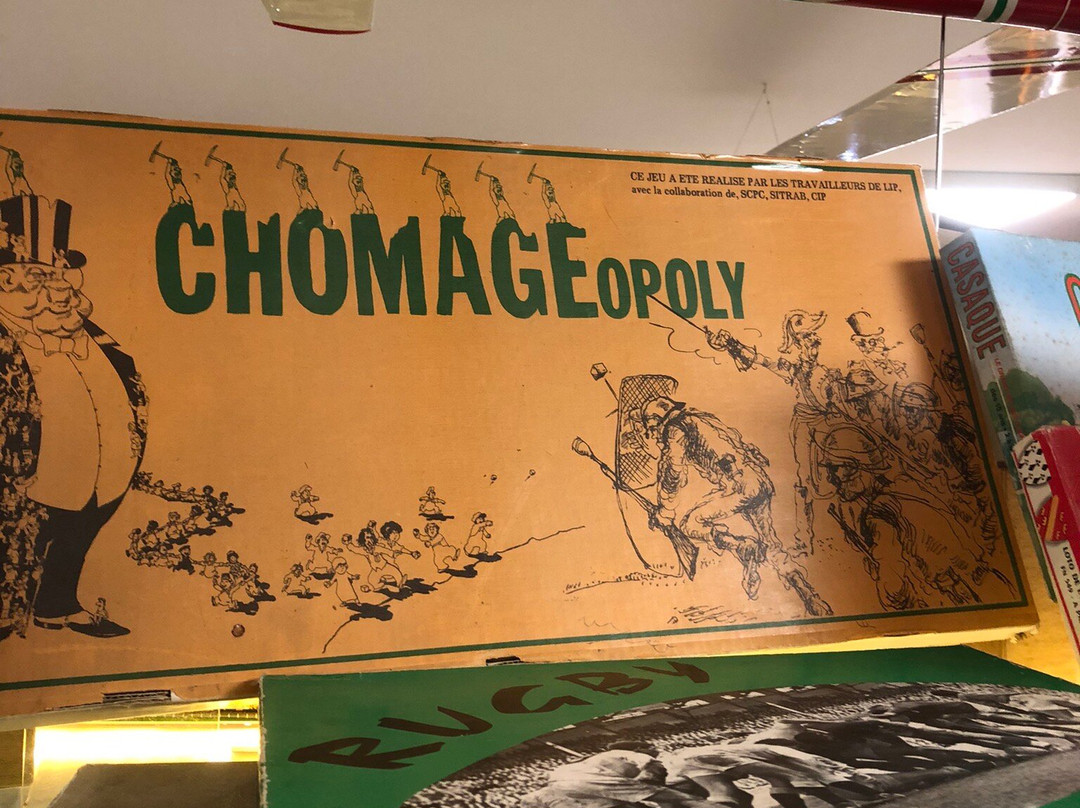 CE JEU A ETE REALISE PAR LES TRAVAILLEURS DE LIP.
avec la collaboration de, SCPC, SITRAB, CIP
CHOMAGEOPOLY
CASAQUE
RUGBY
LOTO